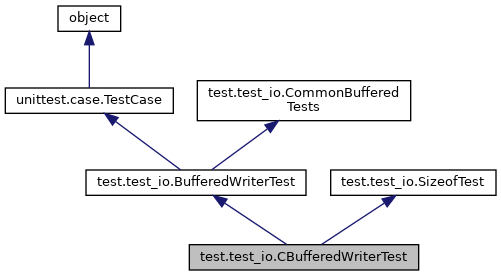 object
unittest.case.TestCase
test.test_io.CommonBuffered
Tests
test.test_io.BufferedWriterTest
test.test_io.SizeofTest
test.test_io.CBufferedWriterTest